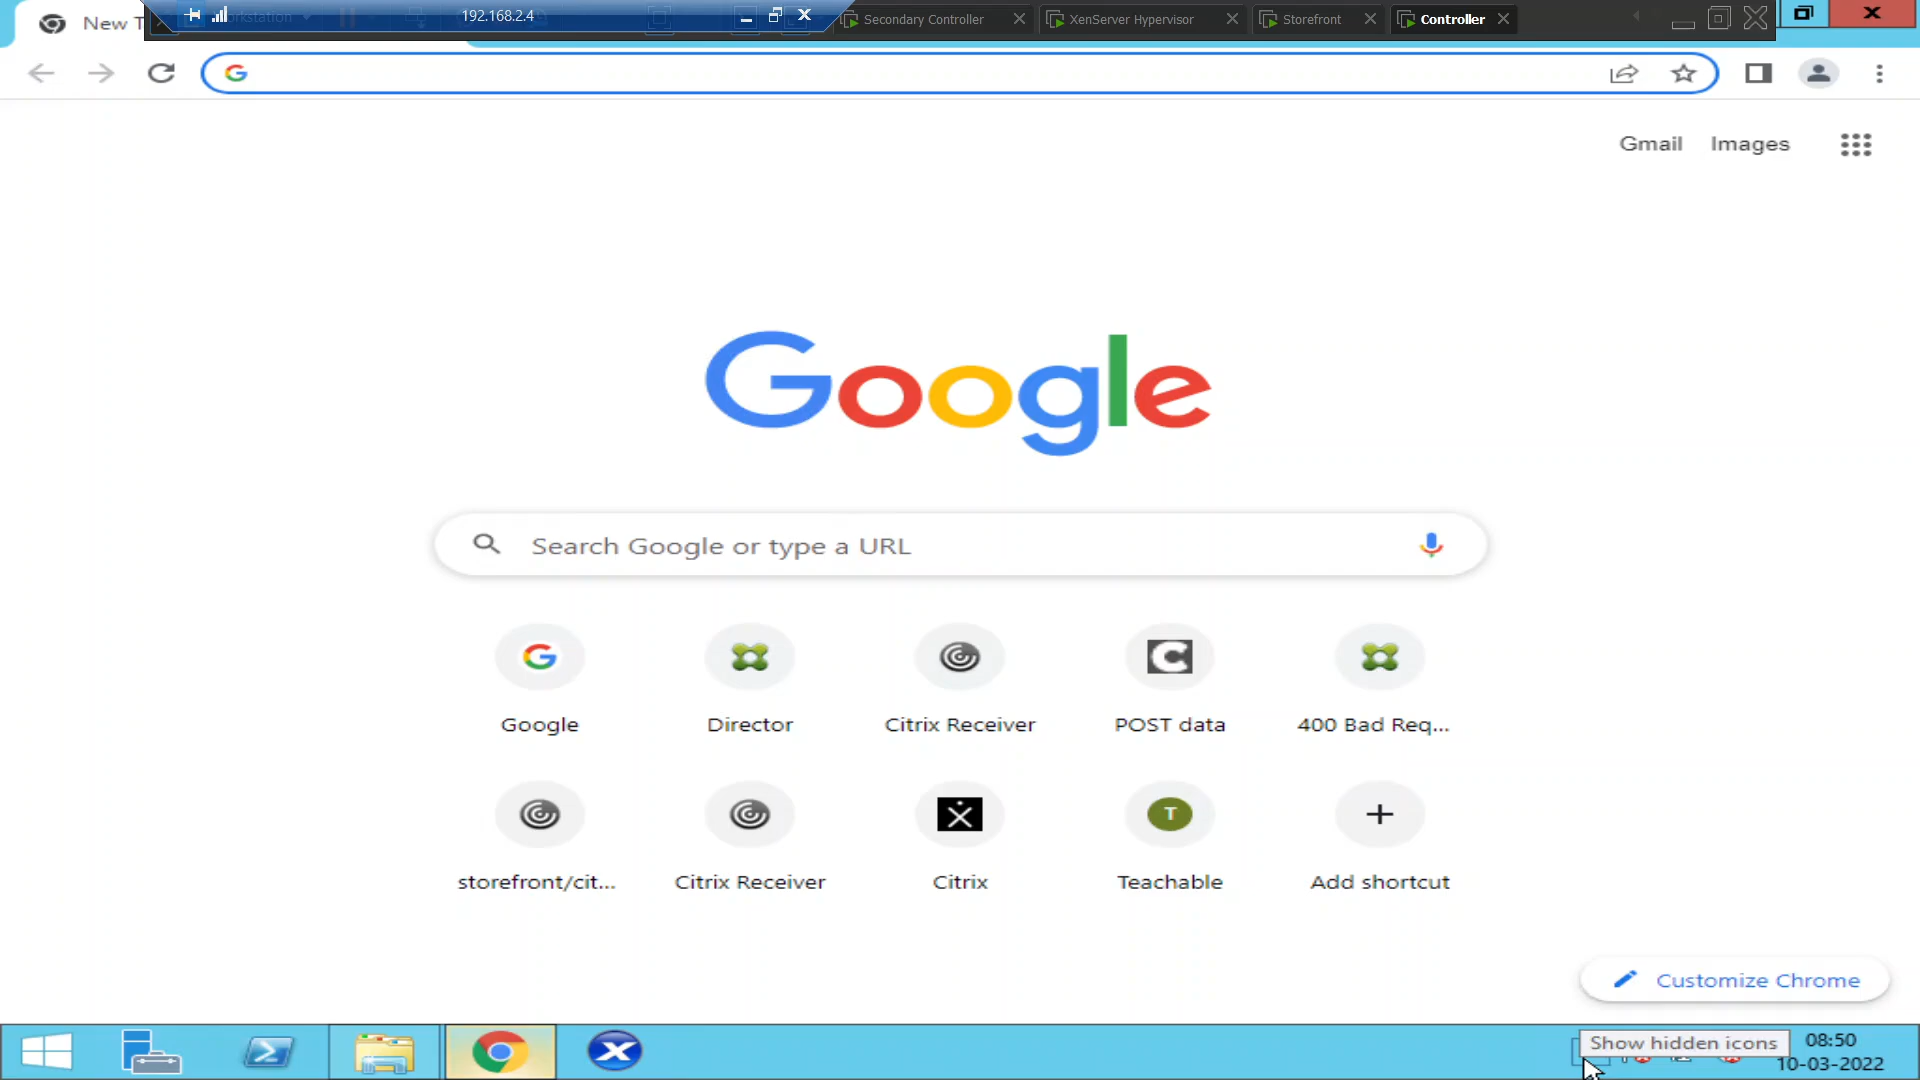 New T
orkstation
192.168.2.4
Secondary Controller
XenServer Hypervisor
Storefront
Controller
Gmail
Images
Google
Search Google or type a URL
Google
Director
Citrix Receiver
POST data
400 Bad Req...
storefront/cit...
Citrix Receiver
Citrix
Teachable
Add shortcut
Customize Chrome
Show hidden icons
08:50
10-03-2022